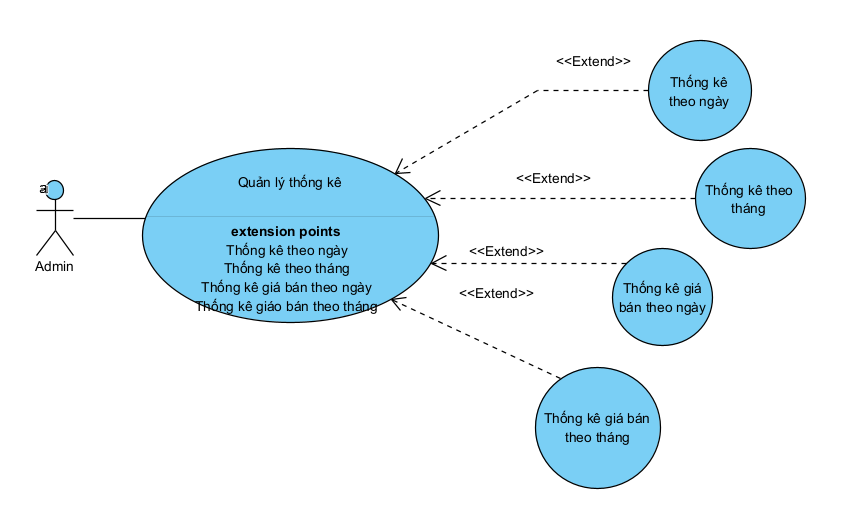 <<Extend>>
Thống kê
theo ngày
<<Extend>>
Thống kê theo
tháng
a
Admin
Quản lý thống kê
extension points
Thống kê theo ngày
Thống kê theo tháng
Thống kê giá bán theo ngày
Thống kê giáo bán theo tháng
<<Extend>>
Thống kê giá
bán theo ngày
<<Extend>>
Thống kê giá bán
theo tháng